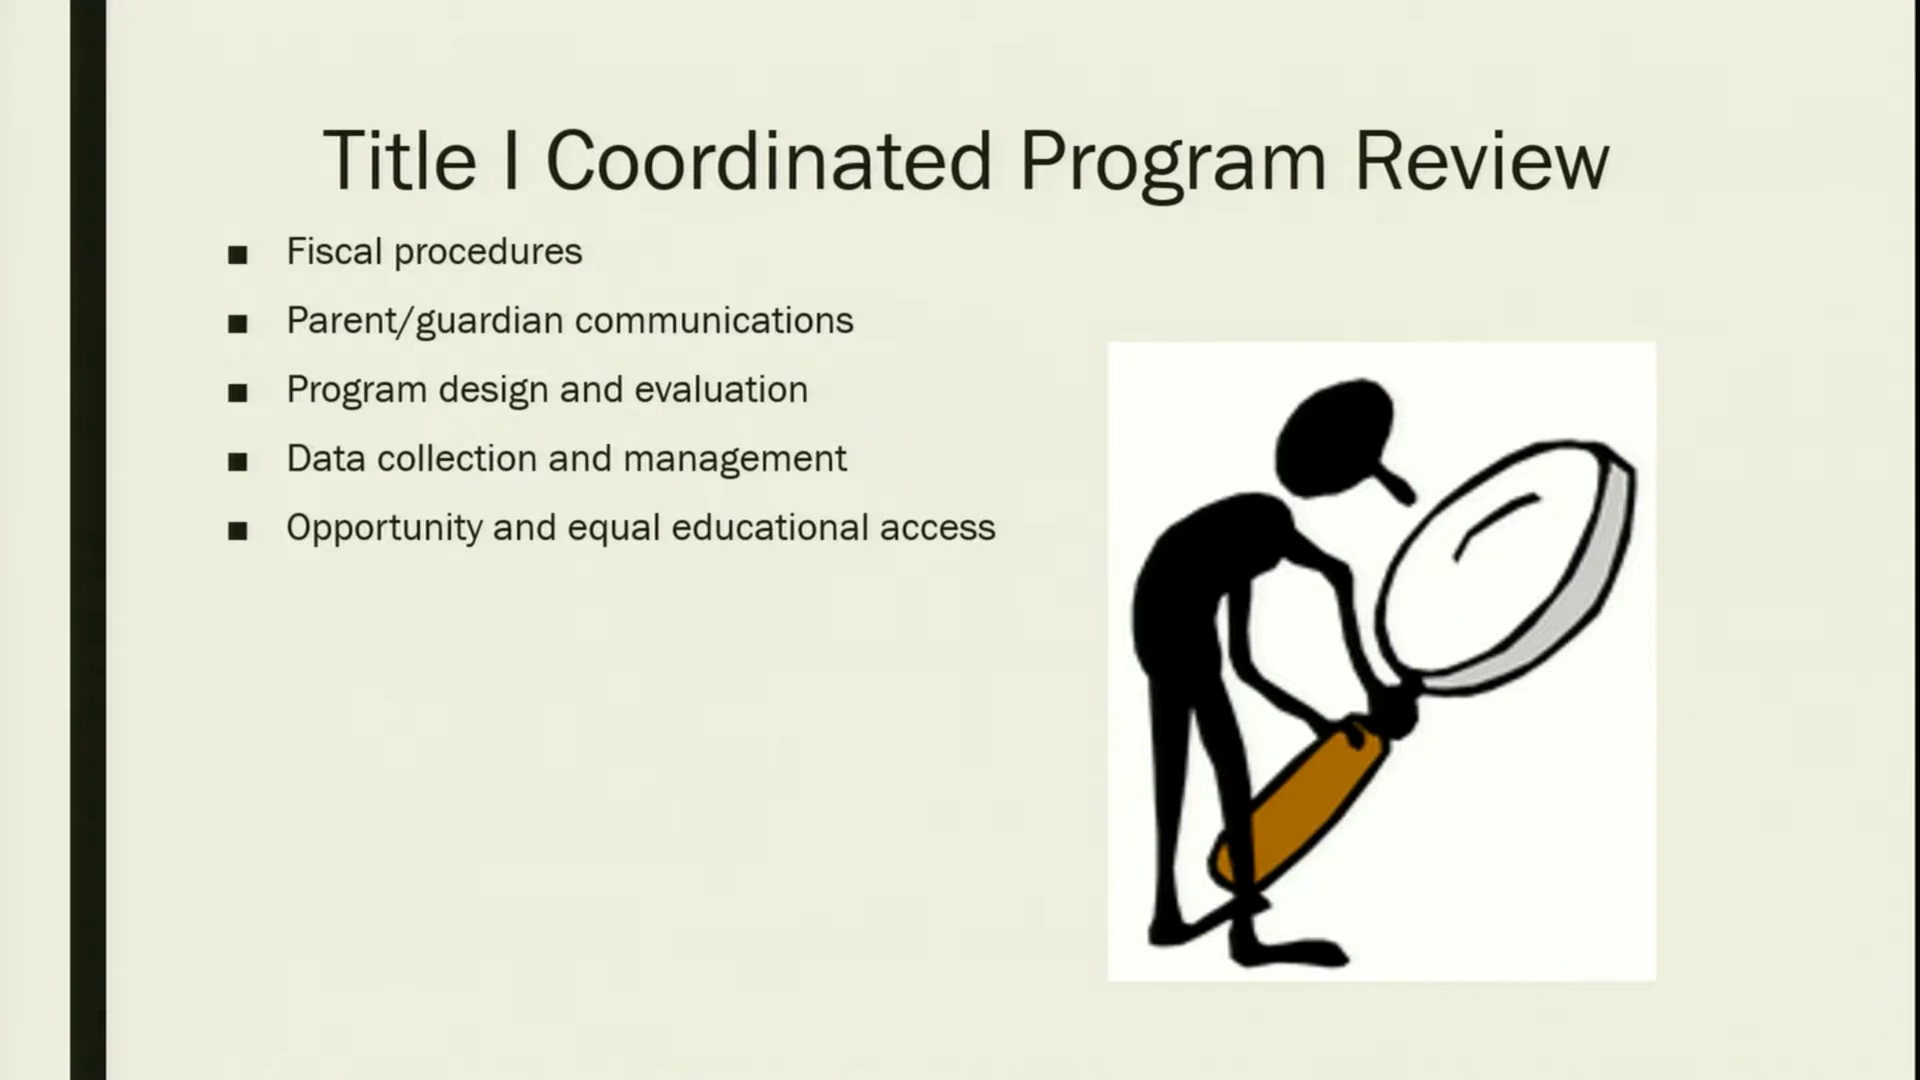 Title I Coordinated Program Review
Fiscal procedures
Parent/guardian communications
Program design and evaluation
Data collection and management
Opportunity and equal educational access